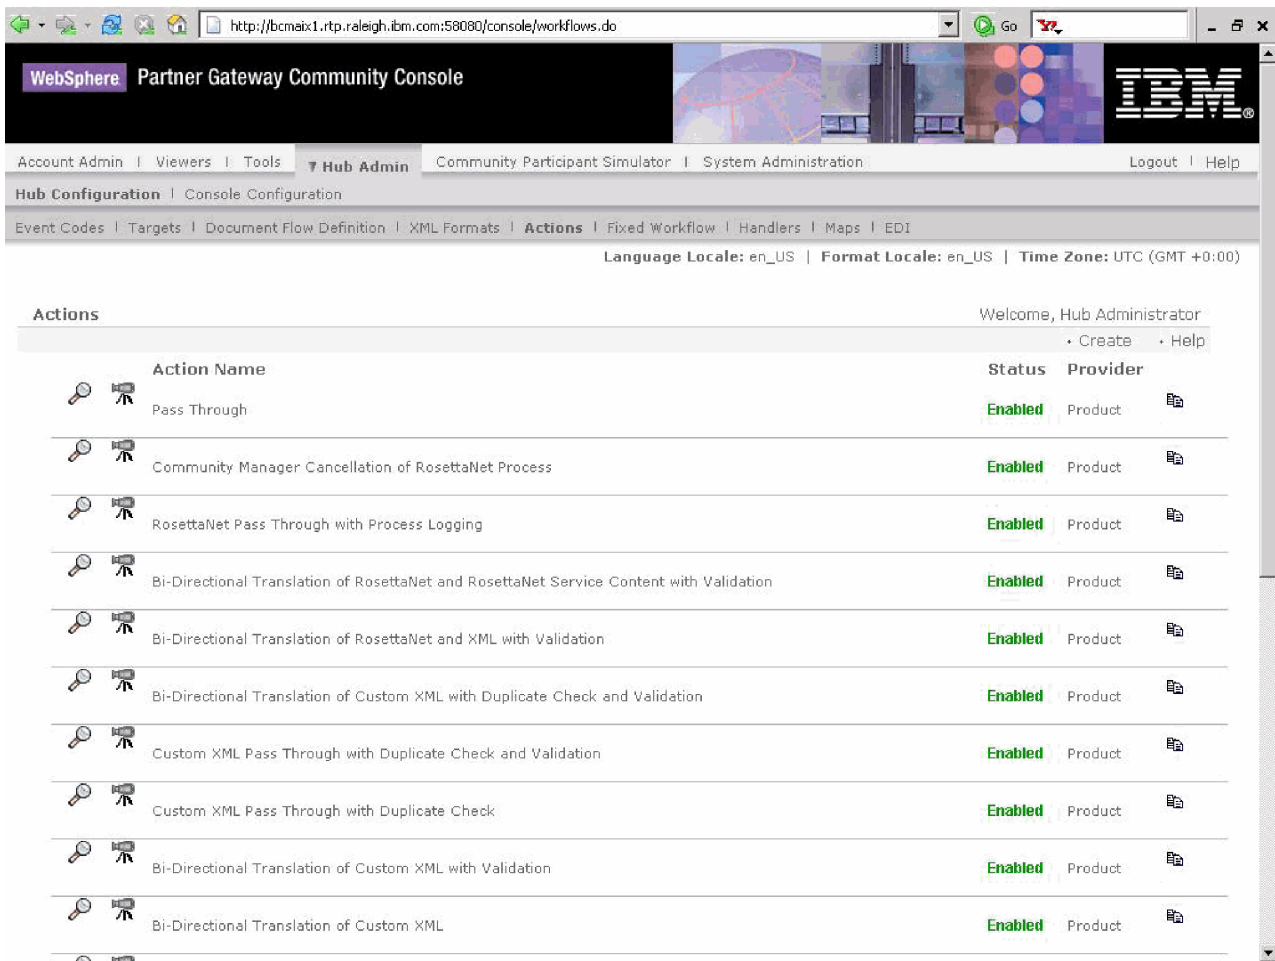 http://bcmaix1.rtp.raleigh.ibm.com:58080/console/workflows.do Go
WebSphere Partner Gateway Community Console IBM®
Account Admin | Viewers | Tools Hub Admin Community Participant Simulator | System Administration Logout | Help
Hub Configuration | Console Configuration
Event Codes | Targets | Document Flow Definition | XML Formats | Actions | Fixed Workflow | Handlers | Maps | EDI
Language Locale: en_US | Format Locale: en_US | Time Zone: UTC (GMT +0:00)
Actions Welcome, Hub Administrator
Create Help
Action Name Status Provider
Pass Through Enabled Product
Community Manager Cancellation of RosettaNet Process Enabled Product
RosettaNet Pass Through with Process Logging Enabled Product
Bi-Directional Translation of RosettaNet and RosettaNet Service Content with Validation Enabled Product
Bi-Directional Translation of RosettaNet and XML with Validation Enabled Product
Bi-Directional Translation of Custom XML with Duplicate Check and Validation Enabled Product
Custom XML Pass Through with Duplicate Check and Validation Enabled Product
Custom XML Pass Through with Duplicate Check Enabled Product
Bi-Directional Translation of Custom XML with Validation Enabled Product
Bi-Directional Translation of Custom XML Enabled Product